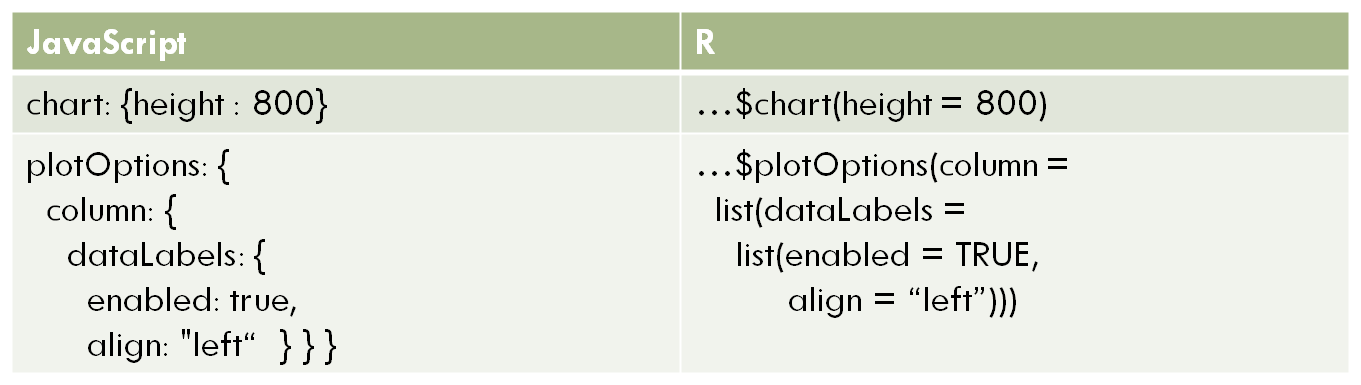 JavaScript
R
chart: {height : 800}
…$chart(height = 800)
plotOptions: {
column: {
dataLabels: {
enabled: true,
align: "left“ } } }
…$plotOptions(column =
list(dataLabels =
list(enabled = TRUE,
align = “left”)))